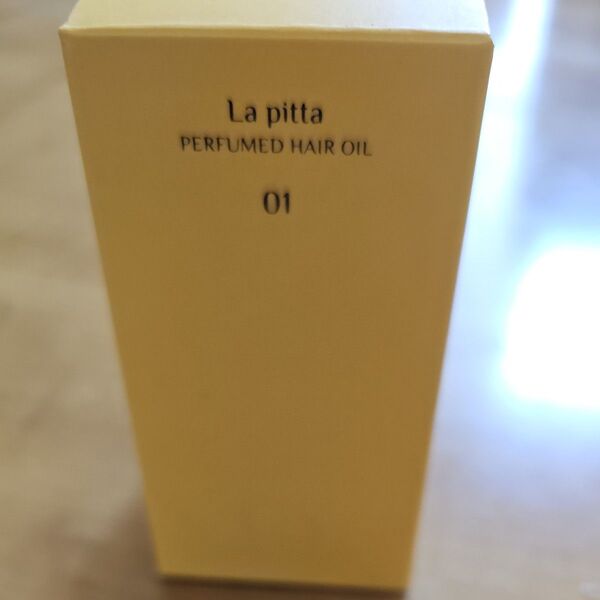 La pitta
PERFUMED HAIR OIL
01